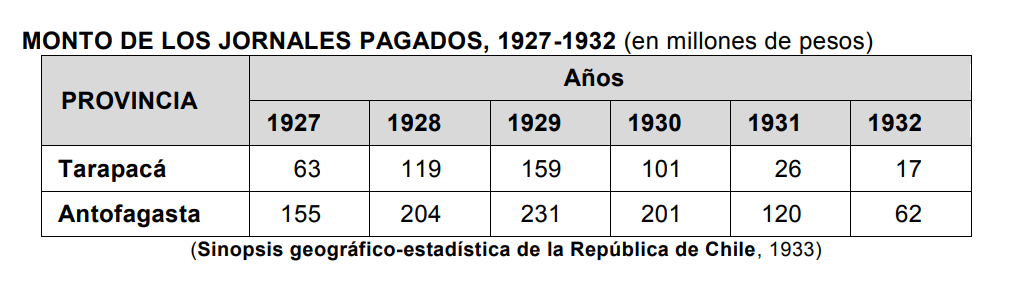 MONTO DE LOS JORNALES PAGADOS, 1927-1932 (en millones de pesos)
PROVINCIA
Años
1927 1928 1929 1930 1931 1932
Tarapacá 63 119 159 101 26 17
Antofagasta 155 204 231 201 120 62
(Sinopsis geográfico-estadística de la República de Chile, 1933)